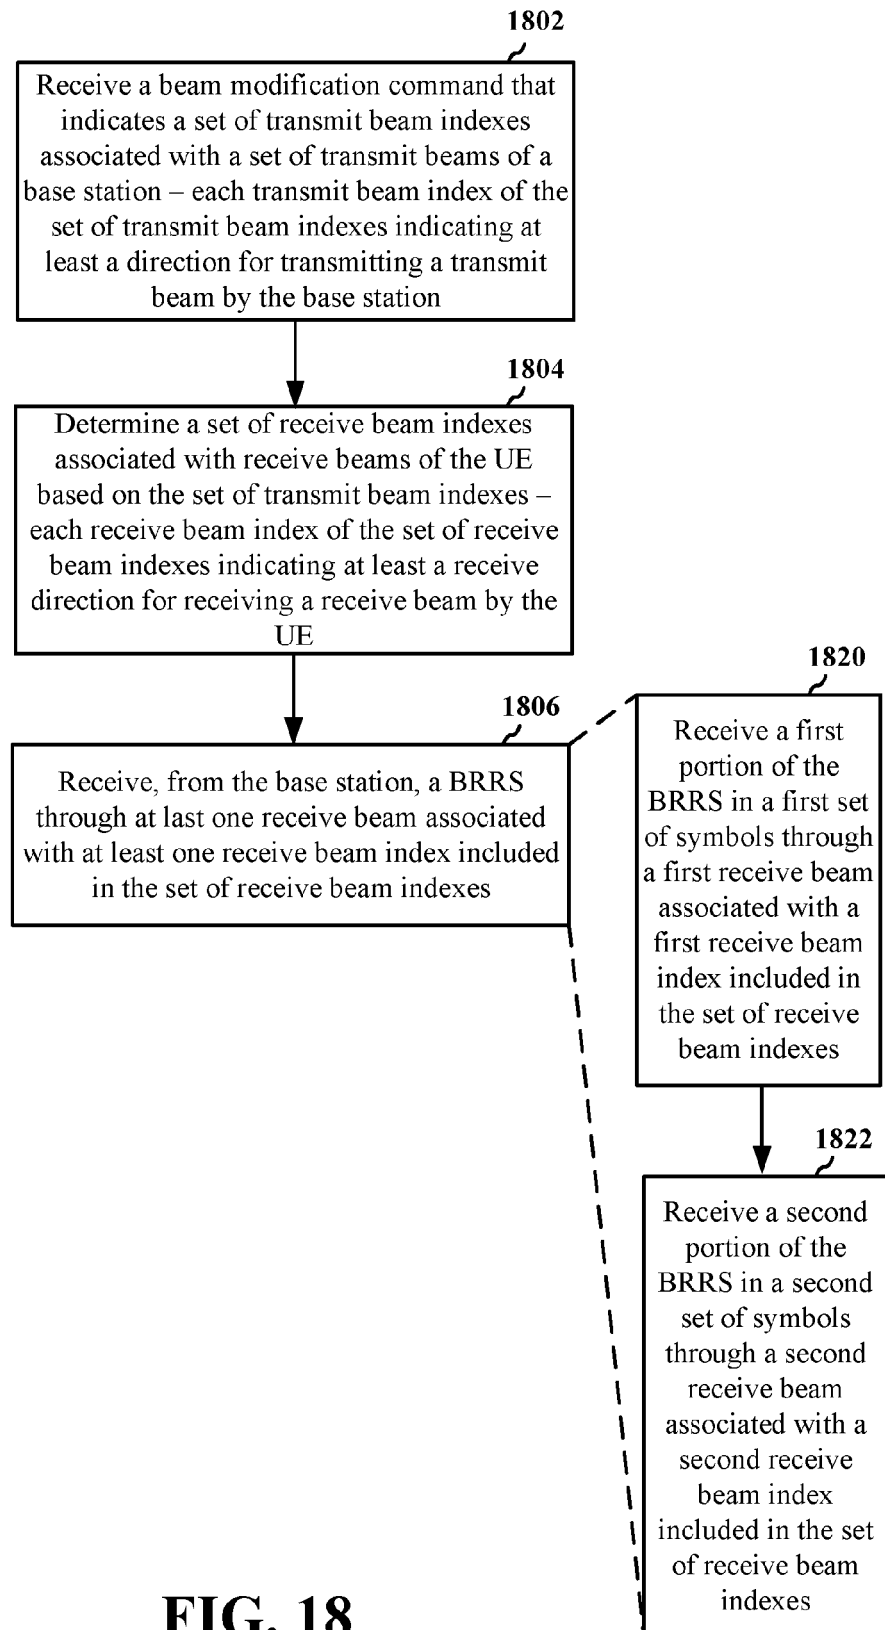 1802
Receive a beam modification command that
indicates a set of transmit beam indexes
associated with a set of transmit beams of a
base station – each transmit beam index of the
set of transmit beam indexes indicating at
least a direction for transmitting a transmit
beam by the base station
1804
Determine a set of receive beam indexes
associated with receive beams of the UE
based on the set of transmit beam indexes –
each receive beam index of the set of receive
beam indexes indicating at least a receive
direction for receiving a receive beam by the
UE
1806
Receive, from the base station, a BRRS
through at last one receive beam associated
with at least one receive beam index included
in the set of receive beam indexes
1820
Receive a first
portion of the
BRRS in a first set
of symbols through
a first receive beam
associated with a
first receive beam
index included in
the set of receive
beam indexes
1822
Receive a second
portion of the
BRRS in a second
set of symbols
through a second
receive beam
associated with a
second receive
beam index
included in the set
of receive beam
indexes
FIG. 18